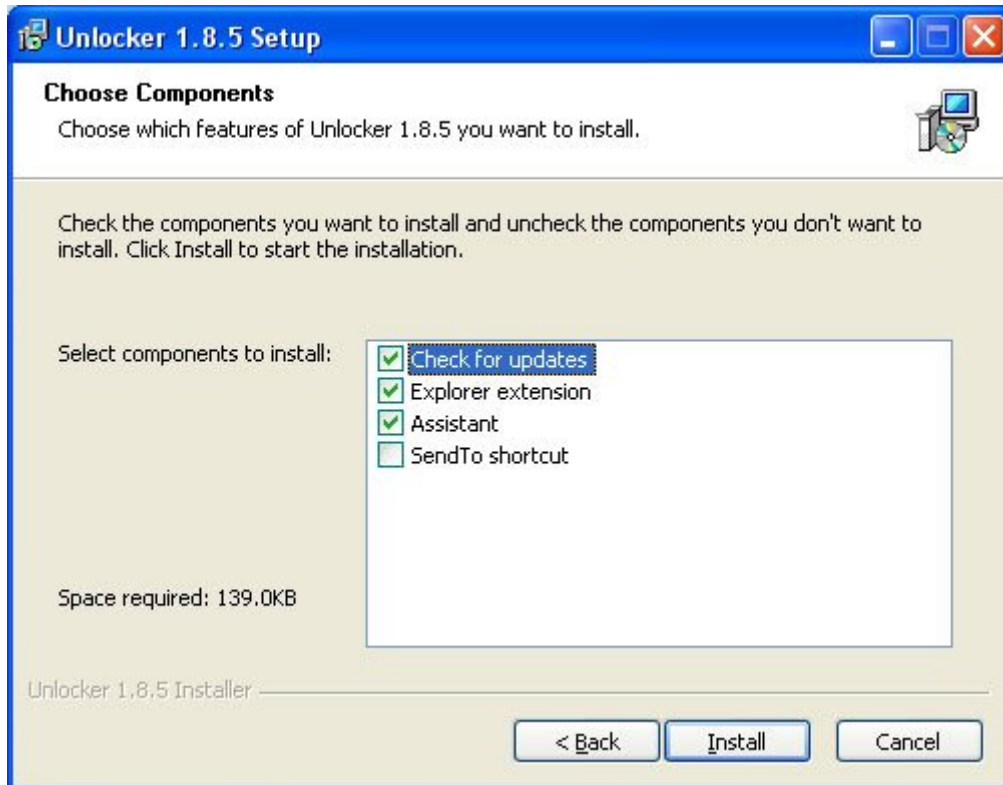 Unlocker 1.8.5 Setup
Choose Components
Choose which features of Unlocker 1.8.5 you want to install.
Check the components you want to install and uncheck the components you don't want to
install. Click Install to start the installation.
Select components to install:
Check for updates
Explorer extension
Assistant
SendTo shortcut
Space required: 139.0KB
Unlocker 1.8.5 Installer
< Back
Install
Cancel